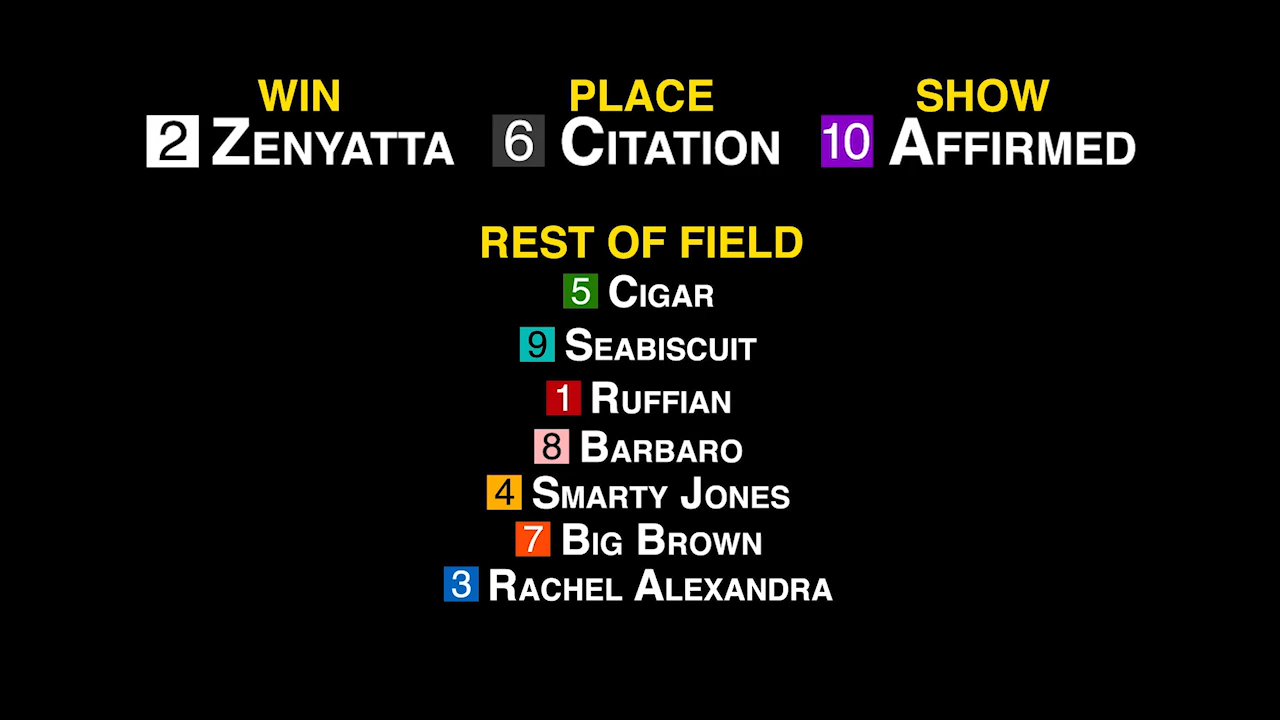 WIN PLACE SHOW
2 ZENYATTA 6 CITATION 10 AFFIRMED
REST OF FIELD
5 CIGAR
9 SEABISCUIT
1 RUFFIAN
8 BARBARO
4 SMARTY JONES
7 BIG BROWN
3 RACHEL ALEXANDRA